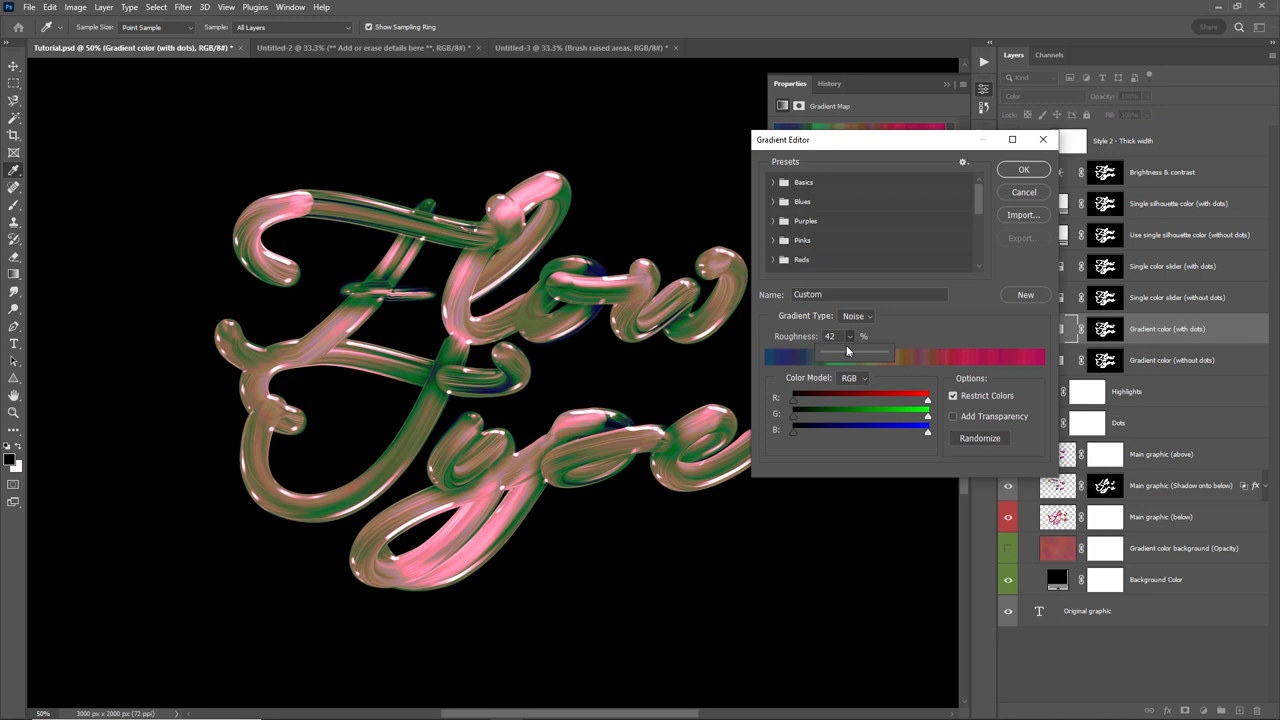 File Edit Image Layer Type Select Filter 3D View Plugins Window Help
Sample Size: Point Sample Sample: All Layers Show Sampling Ring Share
Tutorial.psd @ 50% (Gradient color (with dots), RGB/8#) * × Untitled-2 @ 33.3% (** Add or erase details here **, RGB/8#) * × Untitled-3 @ 33.3% (Brush raised areas, RGB/8#) * ×
Properties History
Gradient Map
Gradient Editor
Presets
Basics
Blues
Purples
Pinks
Reds
OK
Cancel
Import...
Export...
Name: Custom
New
Gradient Type: Noise
Roughness: 42 %
Color Model: RGB
R:
G:
B:
Options:
Restrict Colors
Add Transparency
Randomize
Layers Channels
Kind
Color Opacity:
Lock: Fill:
Style 2 - Thick width
Brightness & contrast
Single silhouette color (with dots)
Use single silhouette color (without dots)
Single color slider (with dots)
Single color slider (without dots)
Gradient color (with dots)
Gradient color (without dots)
Highlights
Dots
Main graphic (above)
Main graphic (Shadow onto below) fx
Main graphic (below)
Gradient color background (Opacity)
Background Color
T Original graphic
50% 3000 px x 2000 px (72 ppi)